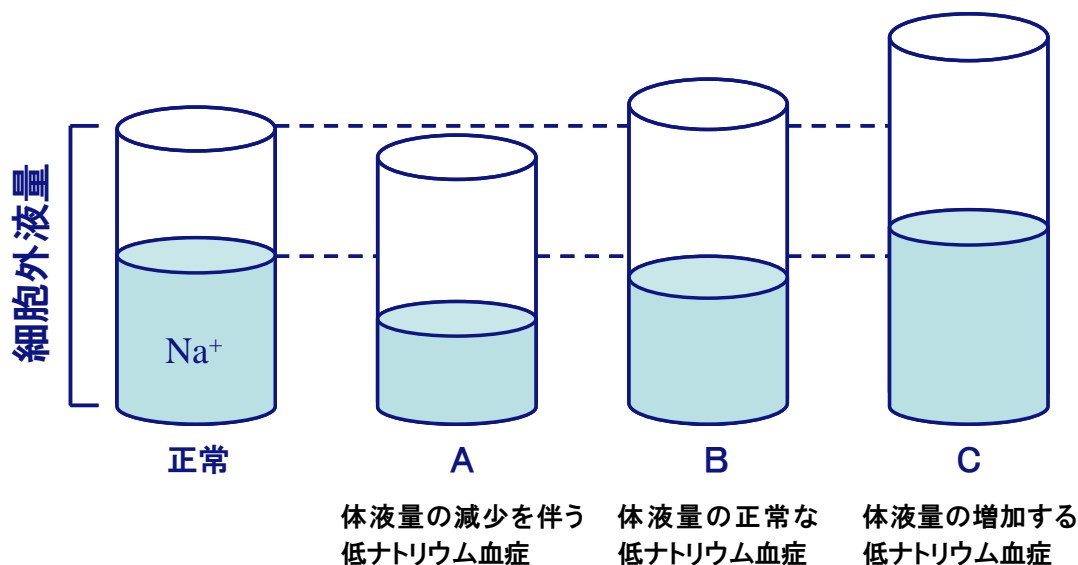 細胞外液量
Na⁺
正常
A
B
C
体液量の減少を伴う
低ナトリウム血症
体液量の正常な
低ナトリウム血症
体液量の増加する
低ナトリウム血症